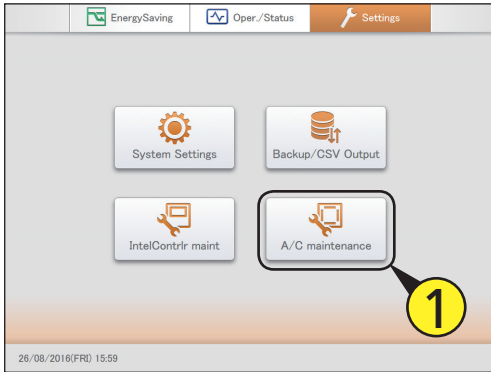 EnergySaving
Oper./Status
Settings
System Settings
Backup/CSV Output
IntelContrlr maint
A/C maintenance
1
26/08/2016(FRI) 15:59